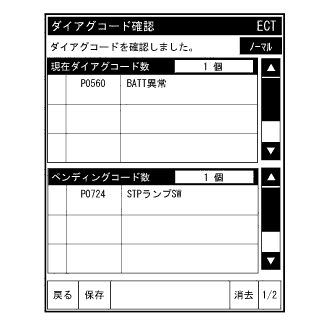 ダイアグコード確認 ECT
ダイアグコードを確認しました。 ノーマル
現在ダイアグコード数 1 個 ▲
P0560 BATT異常
▼
ペンディングコード数 1 個 ▲
P0724 STPランプSW
▼
戻る 保存 消去 1/2